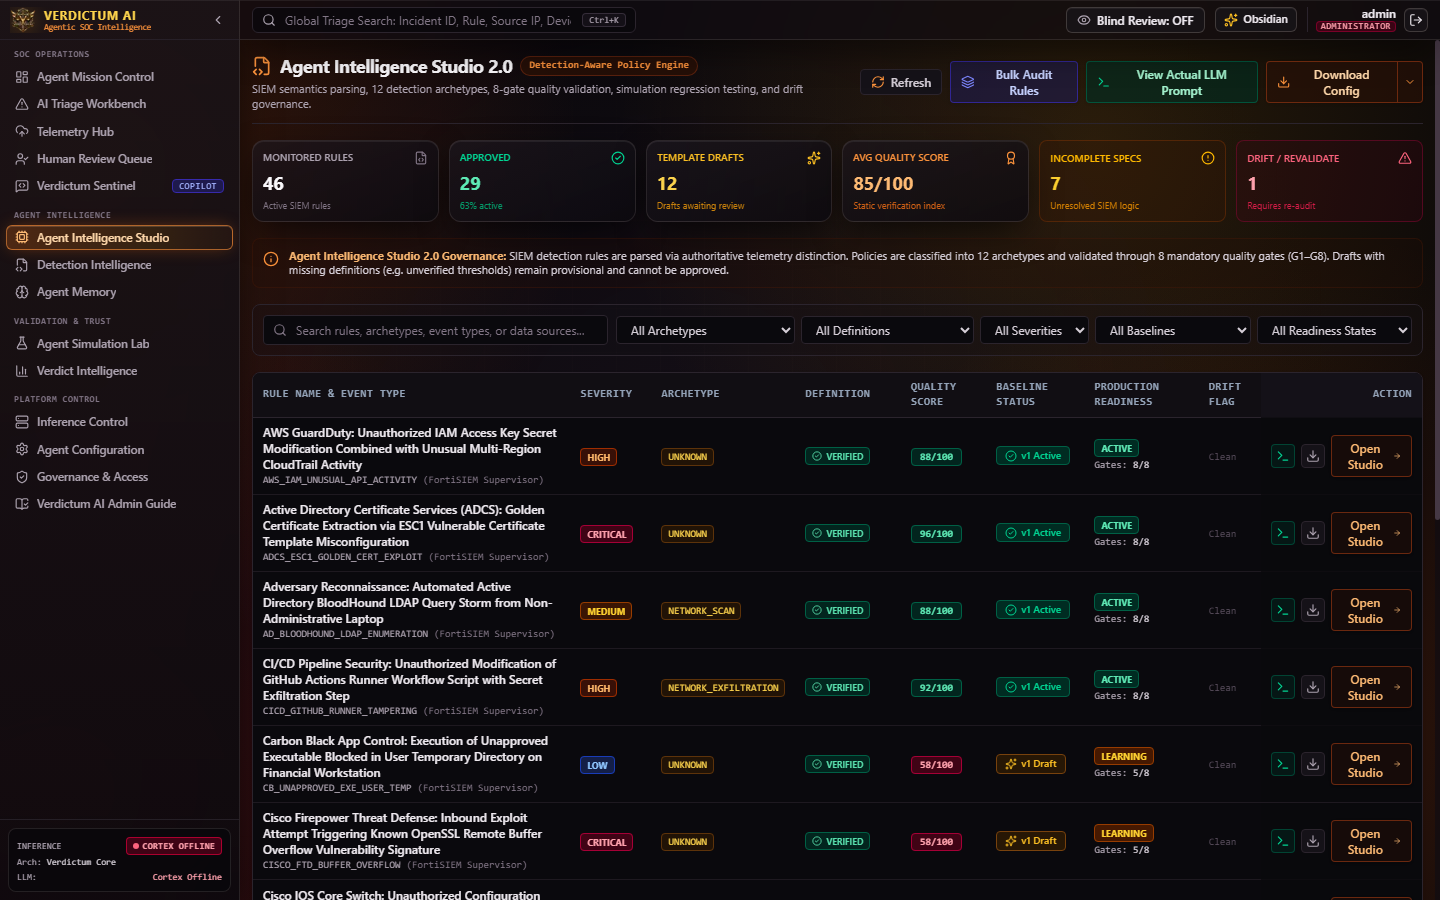 VERDICTUM AI
Agentic SOC Intelligence
SOC OPERATIONS
Agent Mission Control
AI Triage Workbench
Telemetry Hub
Human Review Queue
Verdictum Sentinel
COPILOT
AGENT INTELLIGENCE
Agent Intelligence Studio
Detection Intelligence
Agent Memory
VALIDATION & TRUST
Agent Simulation Lab
Verdict Intelligence
PLATFORM CONTROL
Inference Control
Agent Configuration
Governance & Access
Verdictum AI Admin Guide
INFERENCE
CORTEX OFFLINE
Arch: Verdictum Core
LLM:
Cortex Offline
Global Triage Search: Incident ID, Rule, Source IP, Devi
Ctrl+K
Blind Review: OFF
Obsidian
admin
ADMINISTRATOR
Agent Intelligence Studio 2.0
Detection-Aware Policy Engine
SIEM semantics parsing, 12 detection archetypes, 8-gate quality validation, simulation regression testing, and drift
governance.
Refresh
Bulk Audit
Rules
View Actual LLM
Prompt
Download
Config
MONITORED RULES
46
Active SIEM rules
APPROVED
29
63% active
TEMPLATE DRAFTS
12
Drafts awaiting review
AVG QUALITY SCORE
85/100
Static verification index
INCOMPLETE SPECS
7
Unresolved SIEM logic
DRIFT / REVALIDATE
1
Requires re-audit
Agent Intelligence Studio 2.0 Governance: SIEM detection rules are parsed via authoritative telemetry distinction. Policies are classified into 12 archetypes and validated through 8 mandatory quality gates (G1–G8). Drafts with
missing definitions (e.g. unverified thresholds) remain provisional and cannot be approved.
Search rules, archetypes, event types, or data sources...
All Archetypes
All Definitions
All Severities
All Baselines
All Readiness States
RULE NAME & EVENT TYPE
SEVERITY
ARCHETYPE
DEFINITION
QUALITY
SCORE
BASELINE
STATUS
PRODUCTION
READINESS
DRIFT
FLAG
ACTION
AWS GuardDuty: Unauthorized IAM Access Key Secret
Modification Combined with Unusual Multi-Region
CloudTrail Activity
AWS_IAM_UNUSUAL_API_ACTIVITY (FortiSIEM Supervisor)
HIGH
UNKNOWN
VERIFIED
88/100
v1 Active
ACTIVE
Gates: 8/8
Clean
Open
Studio
Active Directory Certificate Services (ADCS): Golden
Certificate Extraction via ESC1 Vulnerable Certificate
Template Misconfiguration
ADCS_ESC1_GOLDEN_CERT_EXPLOIT (FortiSIEM Supervisor)
CRITICAL
UNKNOWN
VERIFIED
96/100
v1 Active
ACTIVE
Gates: 8/8
Clean
Open
Studio
Adversary Reconnaissance: Automated Active
Directory BloodHound LDAP Query Storm from Non-
Administrative Laptop
AD_BLOODHOUND_LDAP_ENUMERATION (FortiSIEM Supervisor)
MEDIUM
NETWORK_SCAN
VERIFIED
88/100
v1 Active
ACTIVE
Gates: 8/8
Clean
Open
Studio
CI/CD Pipeline Security: Unauthorized Modification of
GitHub Actions Runner Workflow Script with Secret
Exfiltration Step
CICD_GITHUB_RUNNER_TAMPERING (FortiSIEM Supervisor)
HIGH
NETWORK_EXFILTRATION
VERIFIED
92/100
v1 Active
ACTIVE
Gates: 8/8
Clean
Open
Studio
Carbon Black App Control: Execution of Unapproved
Executable Blocked in User Temporary Directory on
Financial Workstation
CB_UNAPPROVED_EXE_USER_TEMP (FortiSIEM Supervisor)
LOW
UNKNOWN
VERIFIED
58/100
v1 Draft
LEARNING
Gates: 5/8
Clean
Open
Studio
Cisco Firepower Threat Defense: Inbound Exploit
Attempt Triggering Known OpenSSL Remote Buffer
Overflow Vulnerability Signature
CISCO_FTD_BUFFER_OVERFLOW (FortiSIEM Supervisor)
CRITICAL
UNKNOWN
VERIFIED
58/100
v1 Draft
LEARNING
Gates: 5/8
Clean
Open
Studio
Cisco IOS Core Switch: Unauthorized Configuration